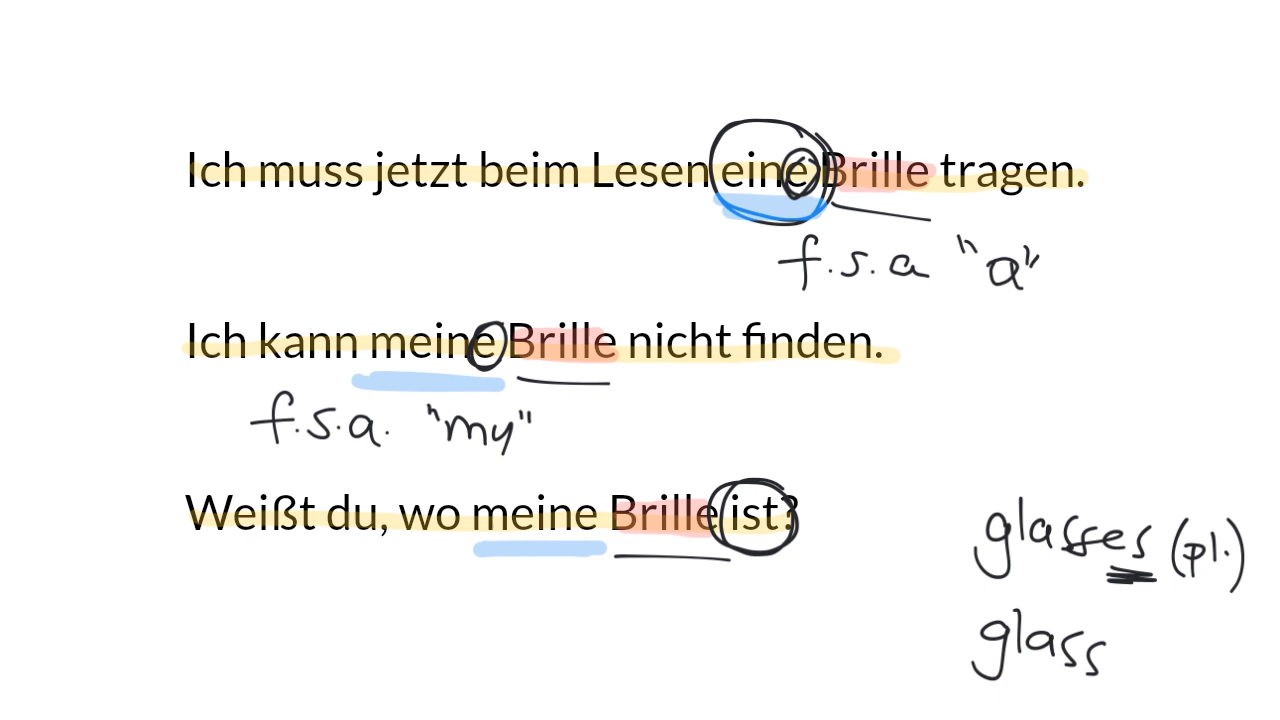 Ich muss jetzt beim Lesen eine Brille tragen.
f.s.a "a"
Ich kann meine Brille nicht finden.
f.s.a. "my"
Weißt du, wo meine Brille ist?
glasses (pl.)
glass